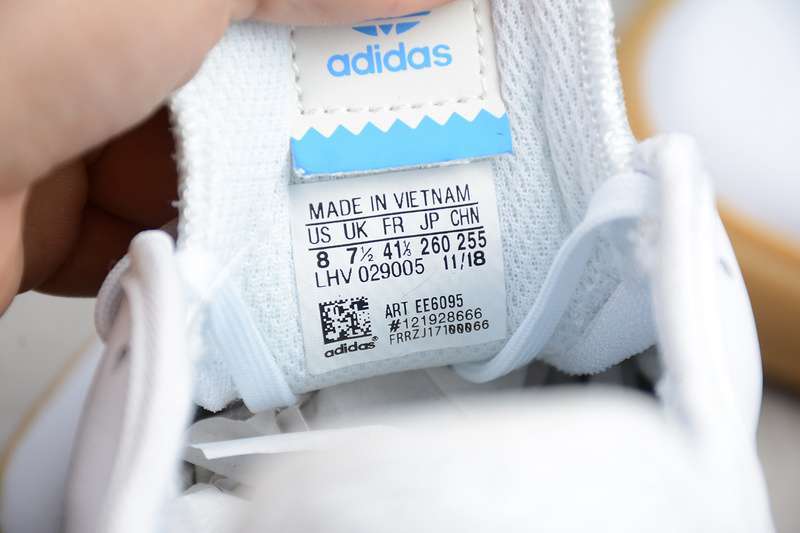 adidas
MADE IN VIETNAM
US UK FR JP CHN
8 7½ 41⅓ 260 255
LHV 029005 11/18
ART EE6095
#121928666
FRRZJ17100066
adidas